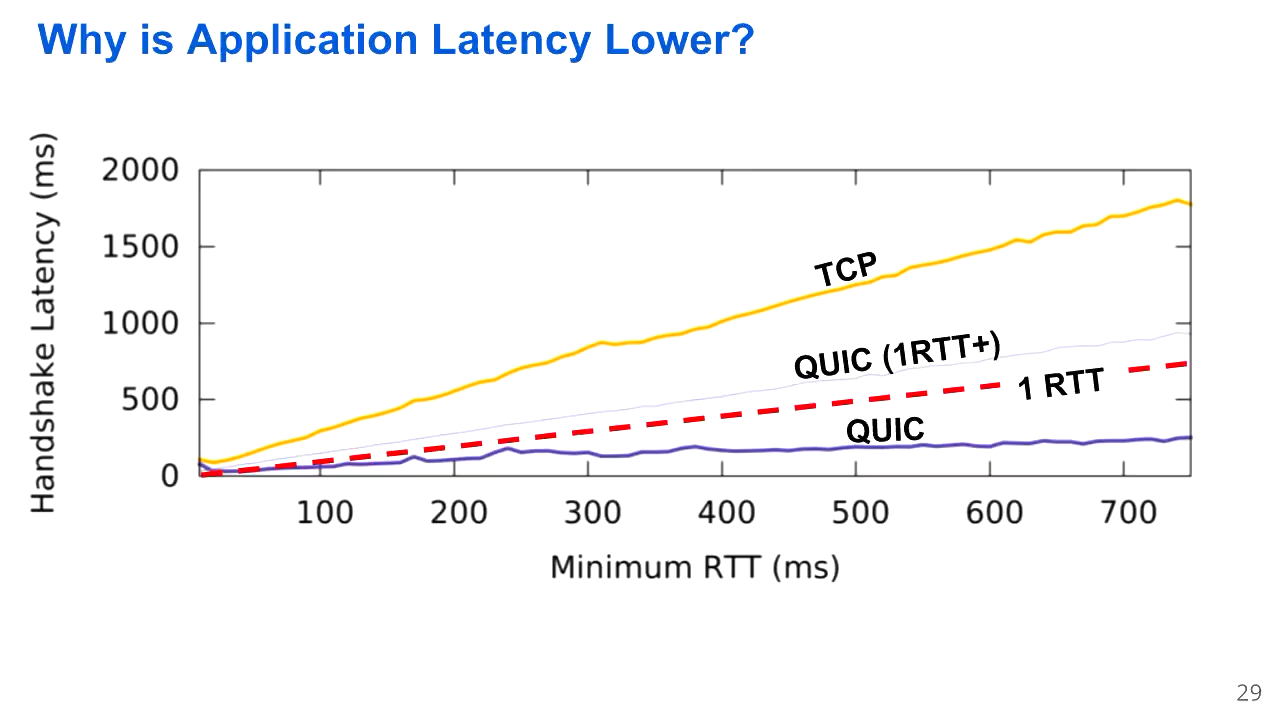 Why is Application Latency Lower?
Handshake Latency (ms)
2000
1500
1000
500
0
TCP
QUIC (1RTT+)
1 RTT
QUIC
100 200 300 400 500 600 700
Minimum RTT (ms)
29